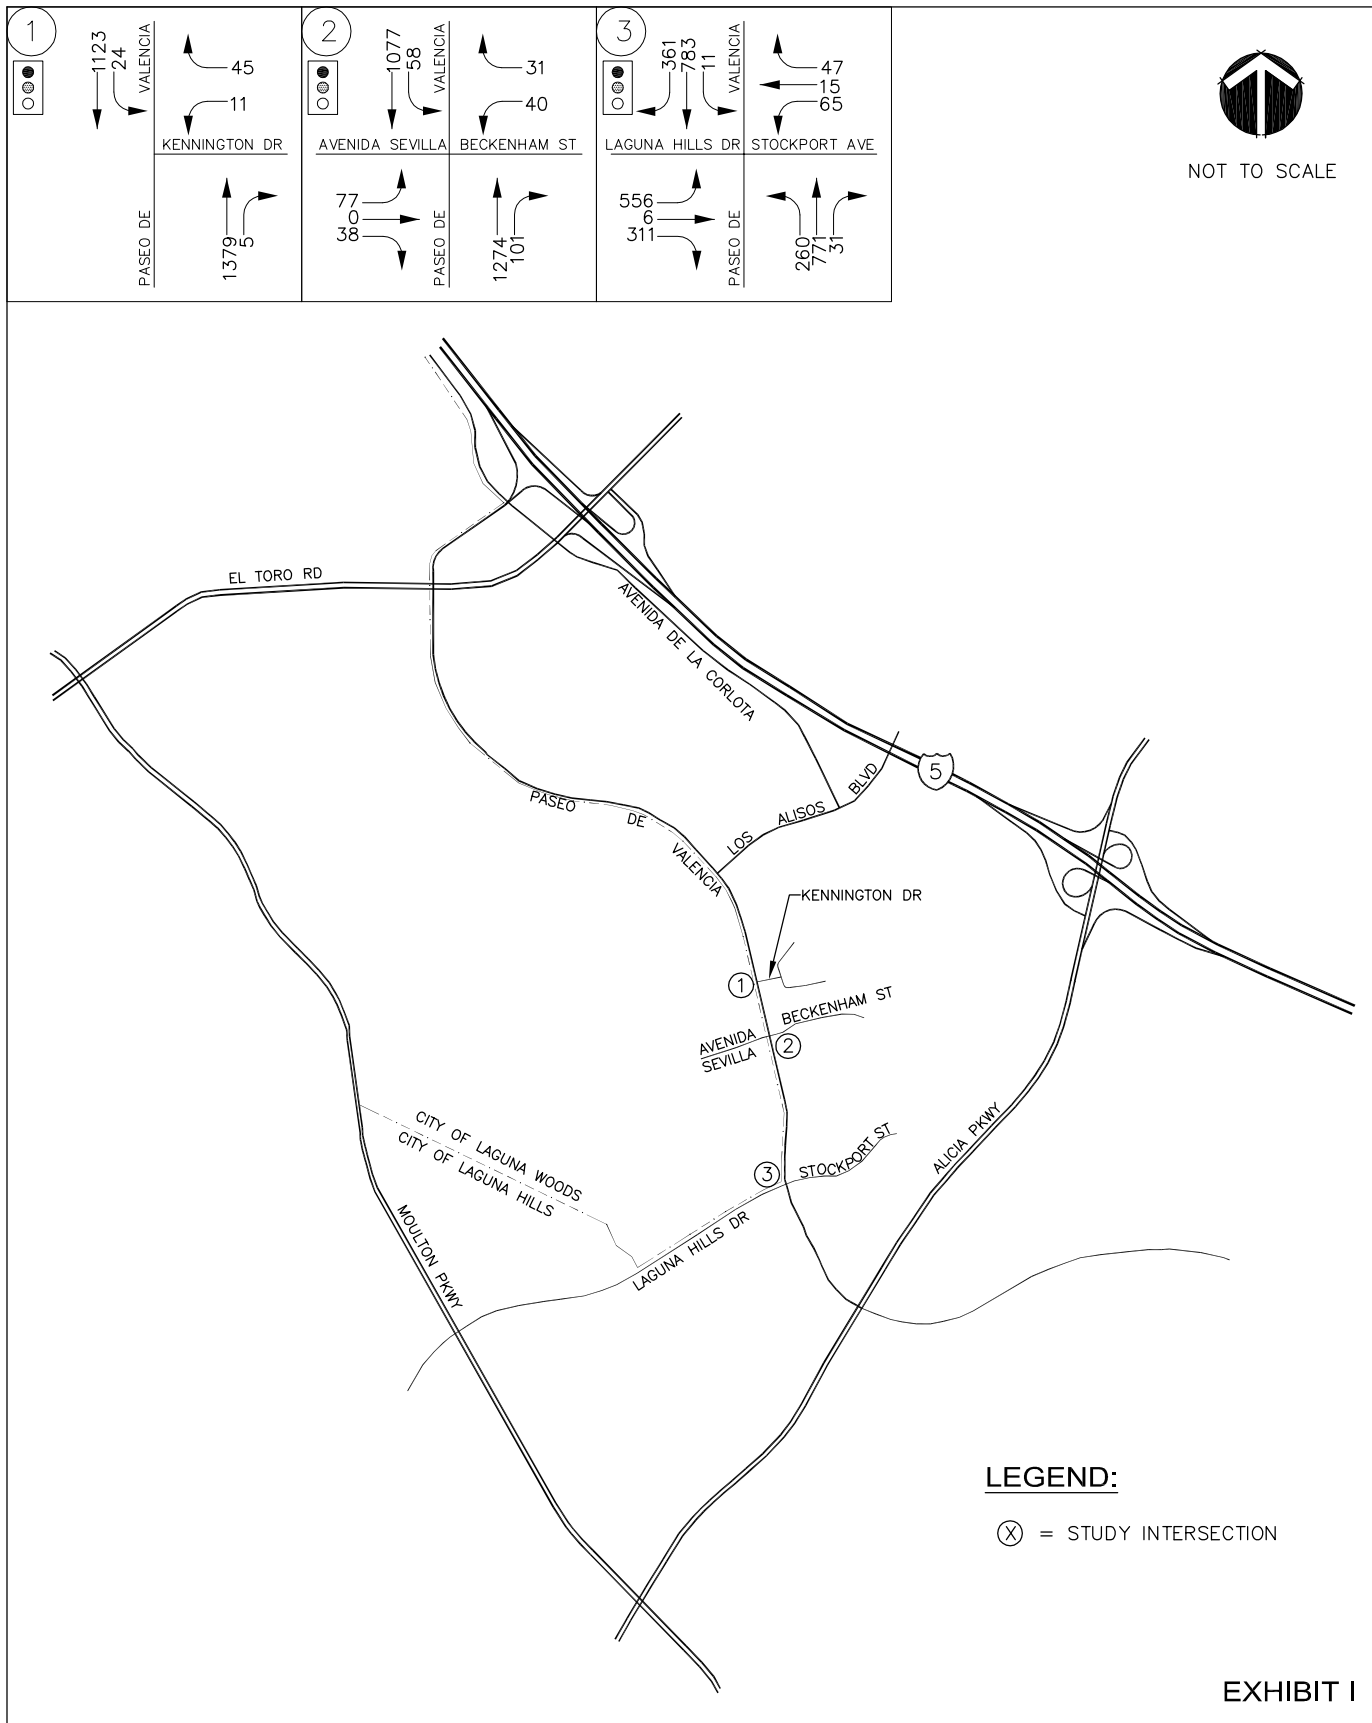 1
1123
24
VALENCIA
45
11
KENNINGTON DR
PASEO DE
1379
5
2
1077
58
VALENCIA
31
40
AVENIDA SEVILLA
BECKENHAM ST
77
0
38
PASEO DE
1274
101
3
361
783
11
VALENCIA
47
15
65
LAGUNA HILLS DR
STOCKPORT AVE
556
6
311
PASEO DE
260
771
31
NOT TO SCALE
EL TORO RD
AVENIDA DE LA CORLOTA
5
PASEO DE VALENCIA
LOS ALISOS BLVD
KENNINGTON DR
1
BECKENHAM ST
AVENIDA
SEVILLA
2
CITY OF LAGUNA WOODS
CITY OF LAGUNA HILLS
3
STOCKPORT ST
ALICIA PKWY
MOULTON PKWY
LAGUNA HILLS DR
LEGEND:
X = STUDY INTERSECTION
EXHIBIT I